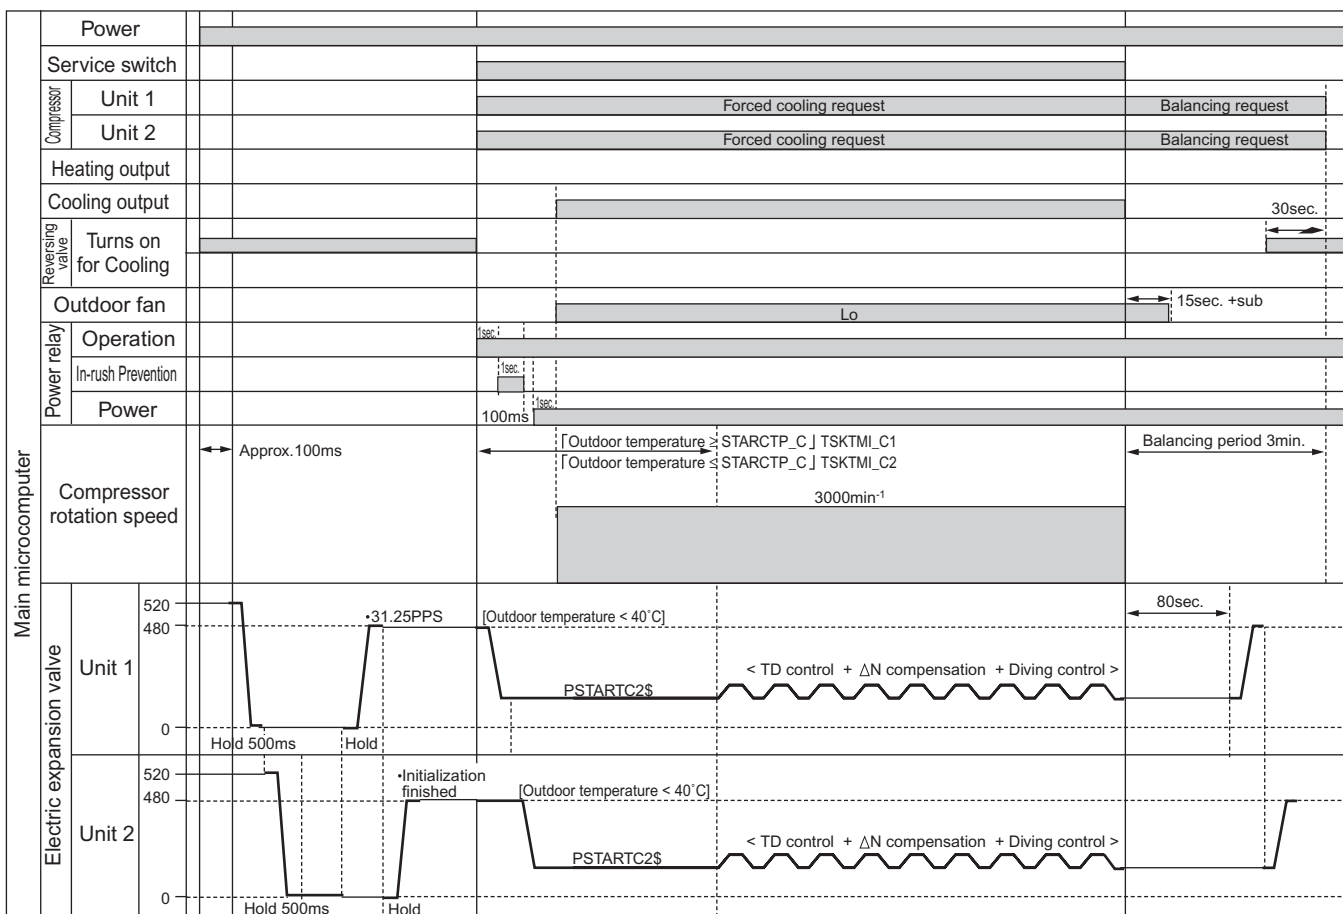 Main microcomputer
Power
Service switch
Compressor
Unit 1
Forced cooling request
Balancing request
Unit 2
Forced cooling request
Balancing request
Heating output
Cooling output
30sec.
Reversing valve
Turns on
for Cooling
Outdoor fan
Lo
15sec. +sub
Power relay
Operation
1sec.
In-rush Prevention
1sec.
Power
100ms
1sec.
Compressor
rotation speed
Approx.100ms
「Outdoor temperature ≥ STARCTP_C」 TSKTMI_C1
「Outdoor temperature ≤ STARCTP_C」 TSKTMI_C2
Balancing period 3min.
3000min-1
Electric expansion valve
Unit 1
520
480
0
•31.25PPS
[Outdoor temperature < 40˚C]
80sec.
PSTARTC2$
< TD control + ΔN compensation + Diving control >
Hold 500ms
Hold
Unit 2
520
480
0
•Initialization
finished
[Outdoor temperature < 40˚C]
PSTARTC2$
< TD control + ΔN compensation + Diving control >
Hold 500ms
Hold